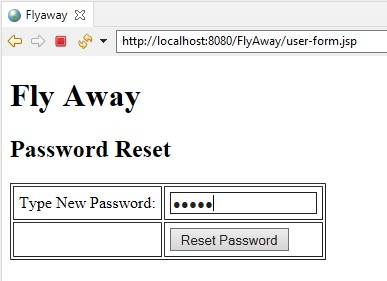 Flyaway
http://localhost:8080/FlyAway/user-form.jsp
Fly Away
Password Reset
Type New Password: •••••
Reset Password